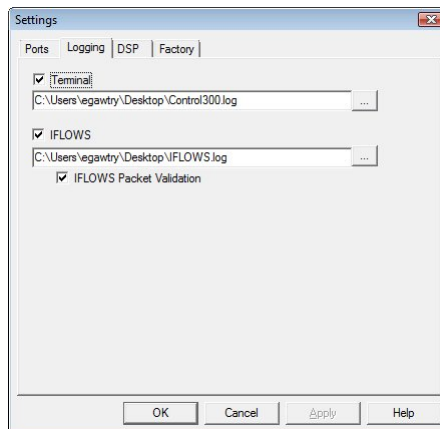 Settings
Ports Logging DSP Factory
Terminal
C:\Users\egawtry\Desktop\Control300.log ...
IFLOWS
C:\Users\egawtry\Desktop\IFLOWS.log ...
IFLOWS Packet Validation
OK Cancel Apply Help